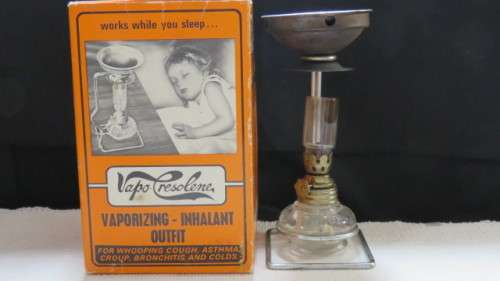 works while you sleep...
Vapo Cresolene
VAPORIZING - INHALANT
OUTFIT
FOR WHOOPING COUGH, ASTHMA,
CROUP, BRONCHITIS AND COLDS